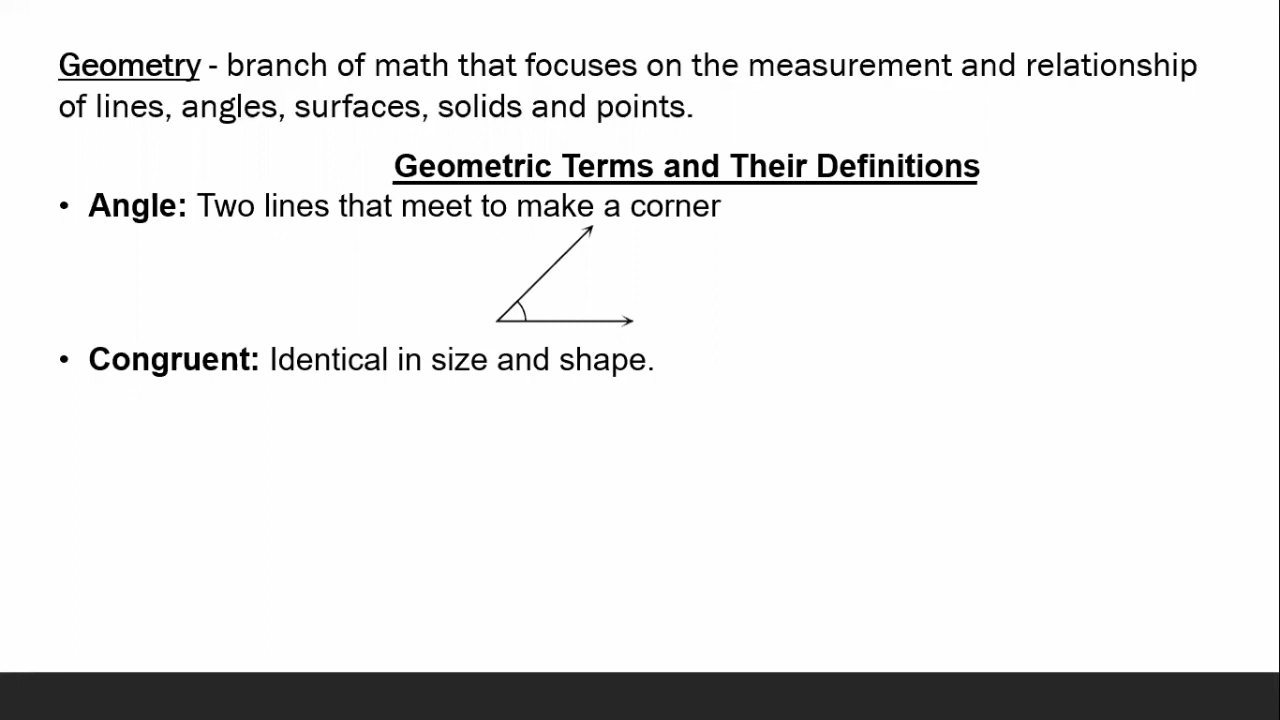 Geometry - branch of math that focuses on the measurement and relationship
of lines, angles, surfaces, solids and points.
Geometric Terms and Their Definitions
• Angle: Two lines that meet to make a corner
• Congruent: Identical in size and shape.